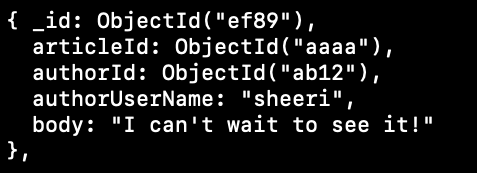 { _id: ObjectId("ef89"),
  articleId: ObjectId("aaaa"),
  authorId: ObjectId("ab12"),
  authorUserName: "sheeri",
  body: "I can't wait to see it!"
},